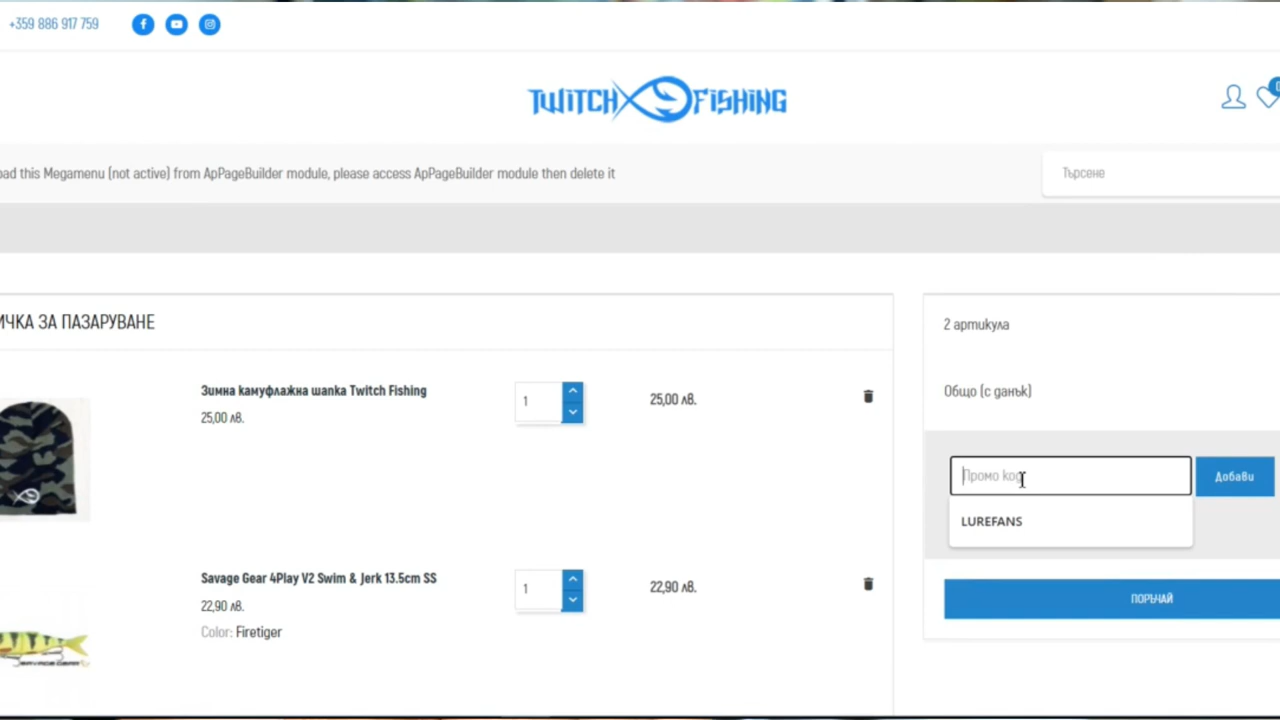 +359 886 917 759
TWITCH FISHING
oad this Megamenu (not active) from ApPageBuilder module, please access ApPageBuilder module then delete it
Търсене
ИЧКА ЗА ПАЗАРУВАНЕ
2 артикула
Зимна камуфлажна шапка Twitch Fishing
25,00 лв.
1
25,00 лв.
Общо (с данък)
Промо код
Добави
LUREFANS
Savage Gear 4Play V2 Swim & Jerk 13.5cm SS
22,90 лв.
Color: Firetiger
1
22,90 лв.
ПОРЪЧАЙ